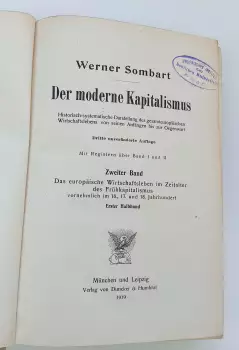 Werner Sombart
Der moderne Kapitalismus
Historisch-systematische Darstellung des gesamteuropäischen
Wirtschaftslebens von seinen Anfängen bis zur Gegenwart
Dritte unveränderte Auflage
Mit Registern über Band I und II
Zweiter Band
Das europäische Wirtschaftsleben im Zeitalter
des Frühkapitalismus
vornehmlich im 16., 17. und 18. Jahrhundert
Erster Halbband
München und Leipzig
Verlag von Duncker & Humblot
1919